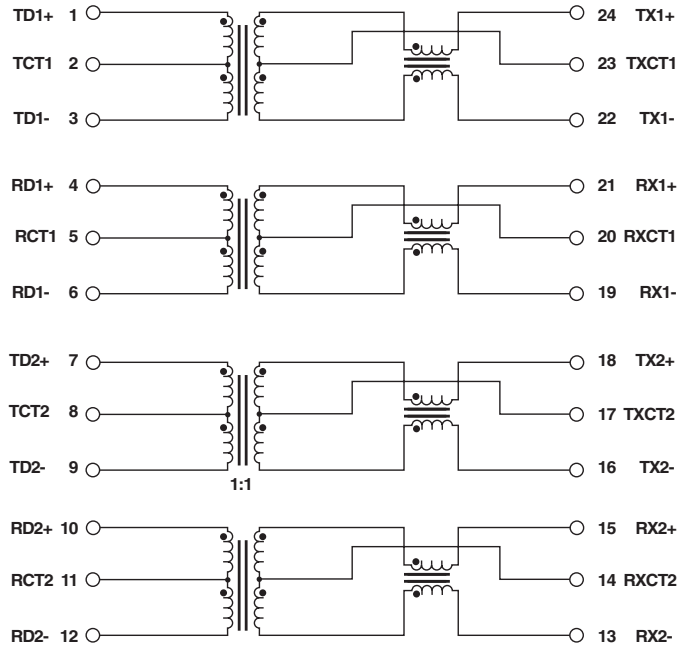 TD1+ 1 24 TX1+
TCT1 2 23 TXCT1
TD1- 3 22 TX1-
RD1+ 4 21 RX1+
RCT1 5 20 RXCT1
RD1- 6 19 RX1-
TD2+ 7 18 TX2+
TCT2 8 17 TXCT2
TD2- 9 16 TX2-
1:1
RD2+ 10 15 RX2+
RCT2 11 14 RXCT2
RD2- 12 13 RX2-